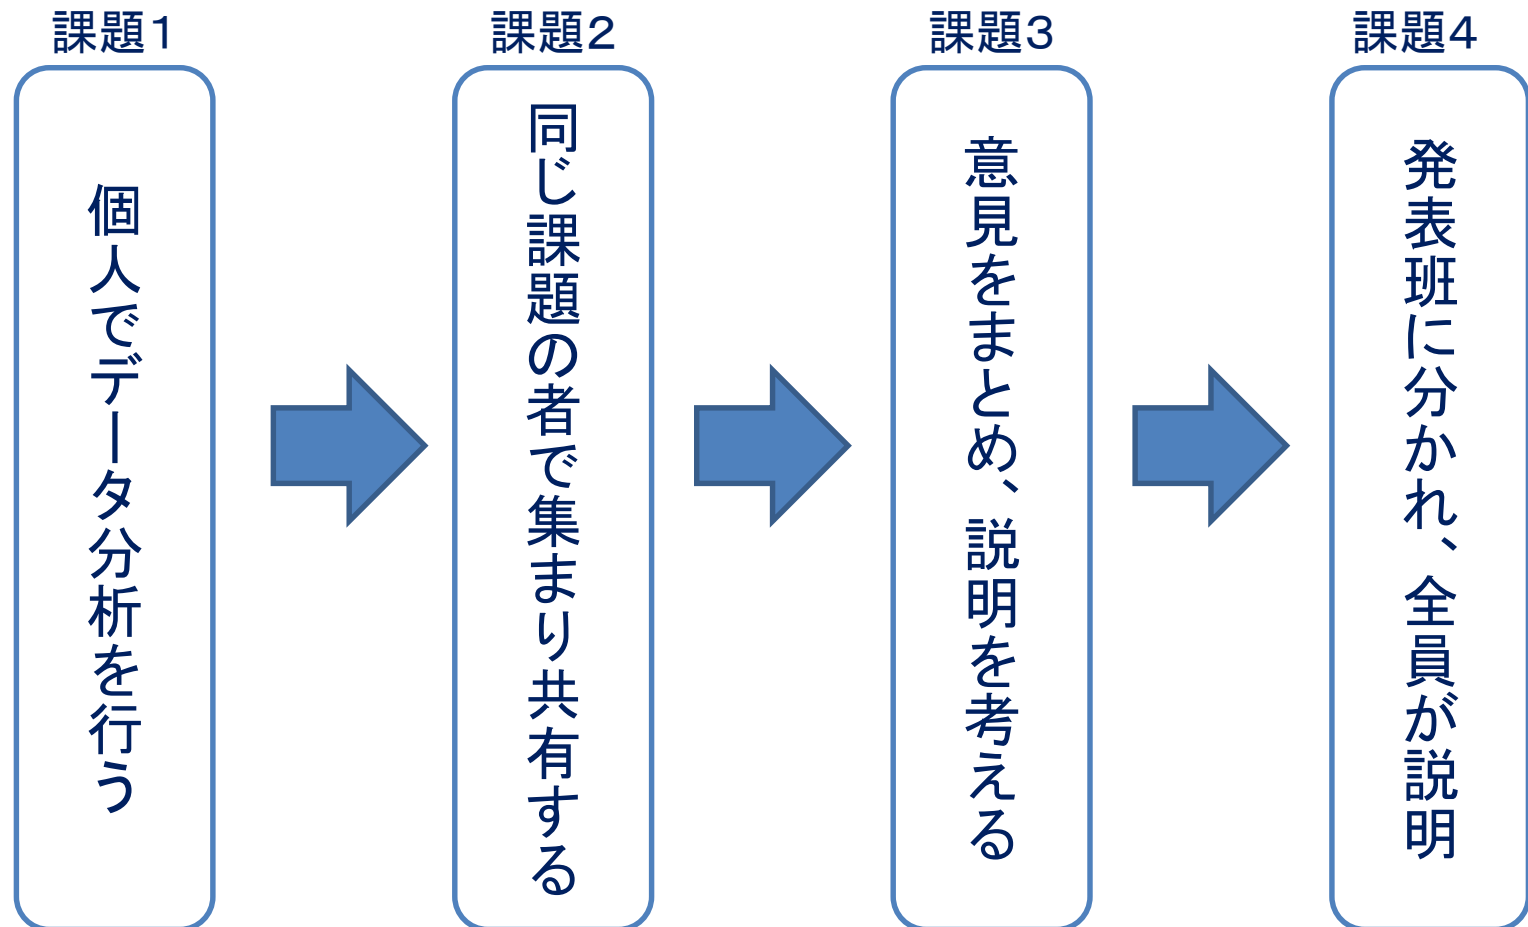 課題1
個人でデータ分析を行う
課題2
同じ課題の者で集まり共有する
課題3
意見をまとめ、説明を考える
課題4
発表班に分かれ、全員が説明